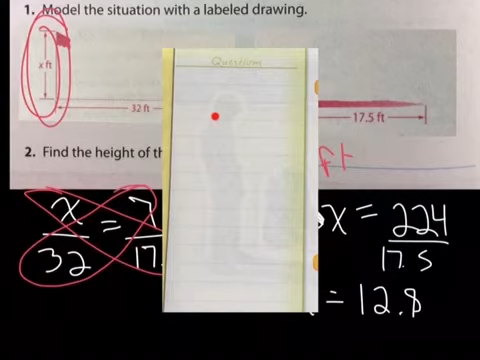 1. Model the situation with a labeled drawing.
x ft
32 ft
17.5 ft
2. Find the height of th
ft
Questions
x = 7
32 17.
x = 224
17.5
= 12.8